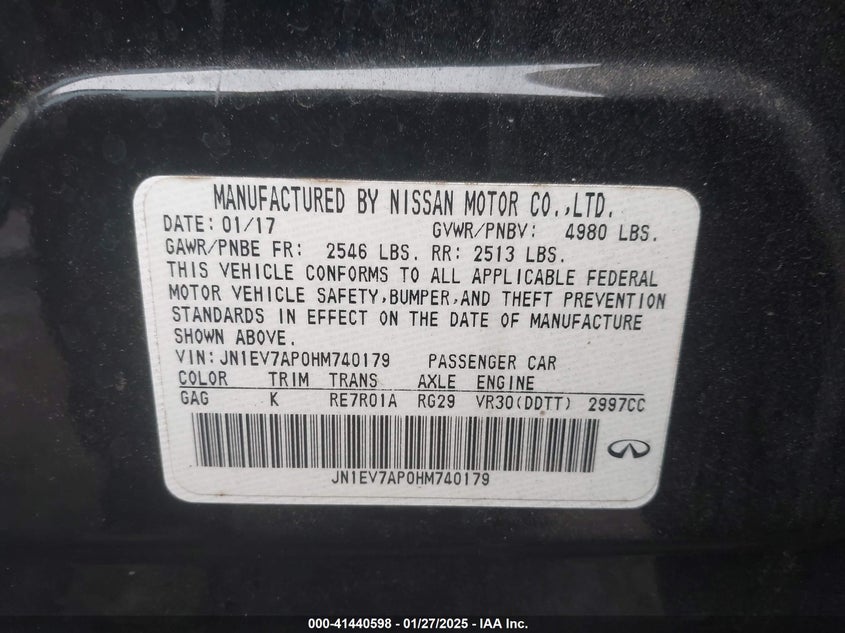 MANUFACTURED BY NISSAN MOTOR CO.,LTD.
DATE: 01/17 GVWR/PNBV: 4980 LBS.
GAWR/PNBE FR: 2546 LBS. RR: 2513 LBS.
THIS VEHICLE CONFORMS TO ALL APPLICABLE FEDERAL
MOTOR VEHICLE SAFETY,BUMPER,AND THEFT PREVENTION
STANDARDS IN EFFECT ON THE DATE OF MANUFACTURE
SHOWN ABOVE.
VIN:JN1EV7AP0HM740179 PASSENGER CAR
COLOR TRIM TRANS AXLE ENGINE
GAG K RE7R01A RG29 VR30(DDTT) 2997CC
JN1EV7AP0HM740179
000-41440598 - 01/27/2025 - IAA Inc.